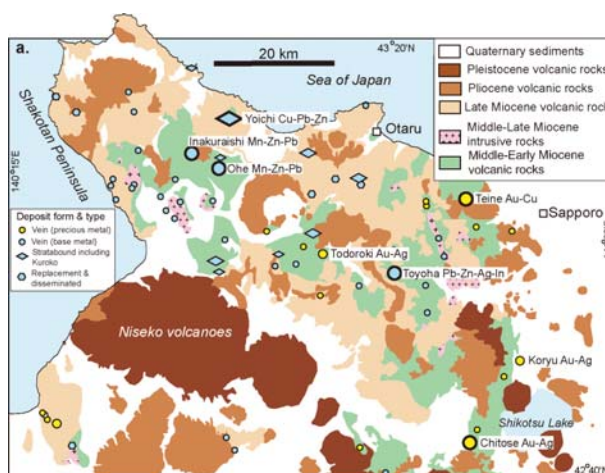 a.
20 km
43°20'N
Sea of Japan
Quaternary sediments
Pleistocene volcanic rocks
Pliocene volcanic rocks
Late Miocene volcanic rock
Middle-Late Miocene
intrusive rocks
Middle-Early Miocene
volcanic rocks
Shakotan Peninsula
140°15'E
Yoichi Cu-Pb-Zn
Otaru
Inakuraishi Mn-Zn-Pb
Ohe Mn-Zn-Pb
Teine Au-Cu
Sapporo
Deposit form & type
Vein (precious metal)
Vein (base metal)
Stratabound including
Kuroko
Replacement &
disseminated
Todoroki Au-Ag
Toyoha Pb-Zn-Ag-In
Niseko volcanoes
Koryu Au-Ag
Shikotsu Lake
Chitose Au-Ag
42°40'N